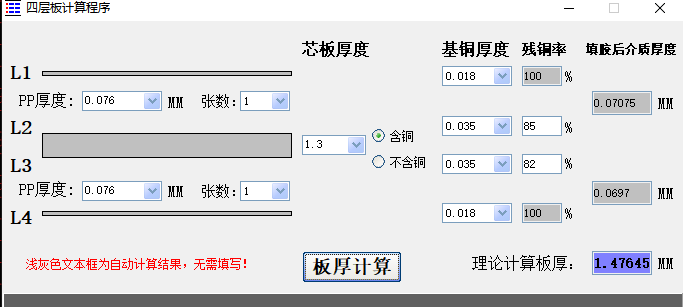 四层板计算程序
芯板厚度 基铜厚度 残铜率 填胶后介质厚度
L1 0.018 100 %
PP厚度: 0.076 MM 张数: 1 0.07075 MM
L2 0.035 85 %
1.3 含铜
L3 不含铜 0.035 82 %
PP厚度: 0.076 MM 张数: 1 0.0697 MM
L4 0.018 100 %
浅灰色文本框为自动计算结果，无需填写！ 板厚计算 理论计算板厚： 1.47645 MM